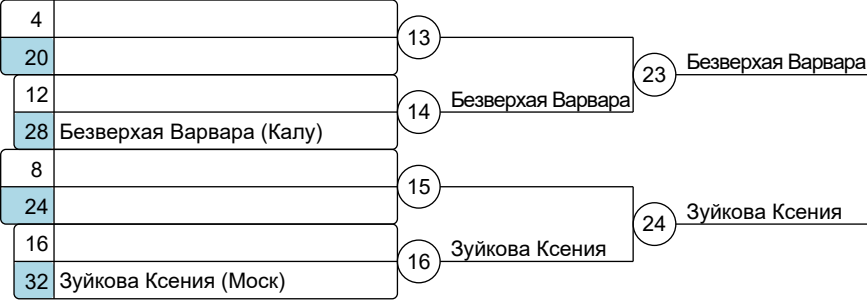 4
13
20
23 Безверхая Варвара
12
14 Безверхая Варвара
28 Безверхая Варвара (Калу)
8
15
24
24 Зуйкова Ксения
16
16 Зуйкова Ксения
32 Зуйкова Ксения (Моск)